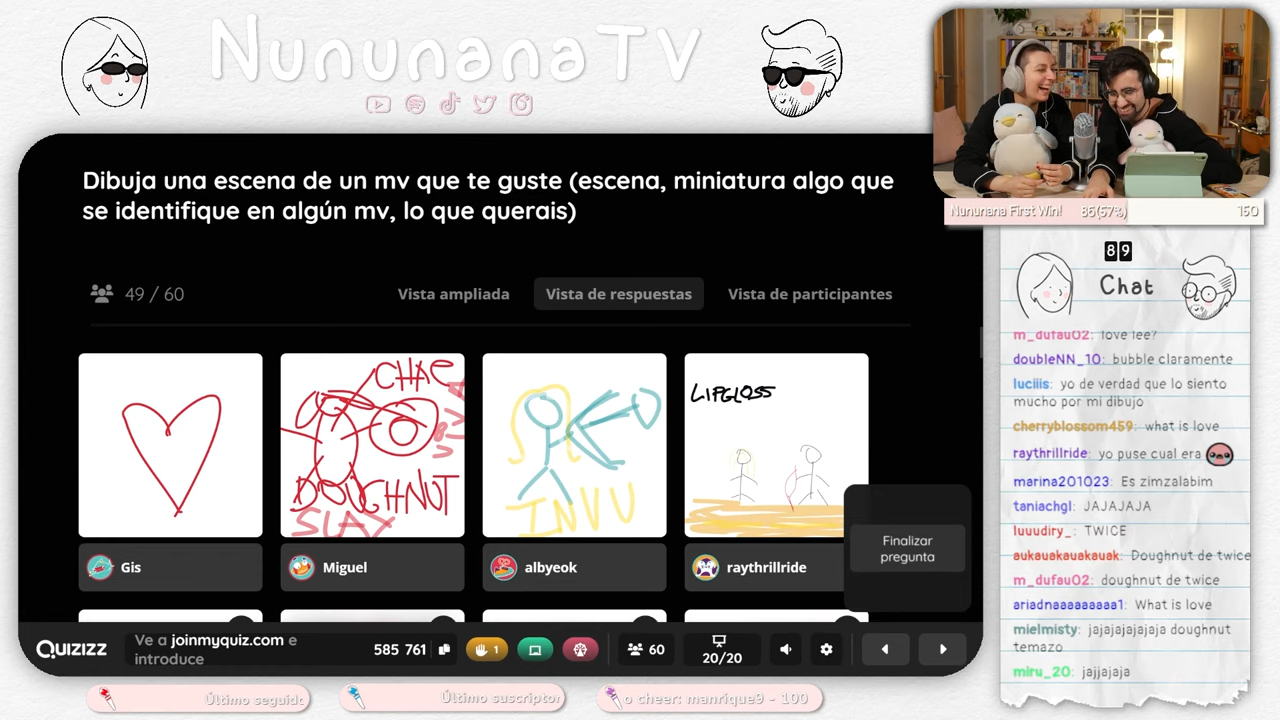 NununanaTV
Nununana First Win! 86(57%) 150
Dibuja una escena de un mv que te guste (escena, miniatura algo que
se identifique en algún mv, lo que querais)
49 / 60
Vista ampliada
Vista de respuestas
Vista de participantes
CHAE
VIVA
DOUGHNUT
SLAY
INVU
LIPGLOSS
Gis
Miguel
albyeok
raythrillride
Finalizar
pregunta
QUIZIZZ
Ve a joinmyquiz.com e
introduce
585 761
1
60
20/20
Último seguido
Último suscriptor
o cheer: manrique9 - 100
89
Chat
m_dufau02: love lee?
doubleNN_10: bubble claramente
luciiis: yo de verdad que lo siento
mucho por mi dibujo
cherryblossom459: what is love
raythrillride: yo puse cual era
marina201023: Es zimzalabim
taniachgl: JAJAJAJA
luuudiry_: TWICE
aukauakauakauak: Doughnut de twice
m_dufau02: doughnut de twice
ariadnaaaaaaaa1: What is love
mielmisty: jajajajajajaja doughnut
temazo
miru_20: jajjajaja